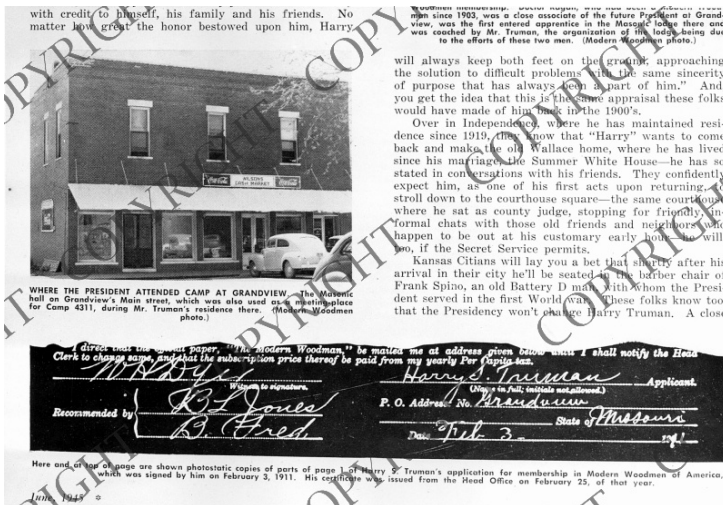 with credit to himself, his family and his friends. No
matter how great the honor bestowed upon him, Harry
WILSONS
CASH MARKET
Coca-Cola
WHERE THE PRESIDENT ATTENDED CAMP AT GRANDVIEW. The Masonic
hall on Grandview's Main street, which was also used as a meeting-place
for Camp 4311, during Mr. Truman's residence there. (Modern Woodmen
photo.)
man since 1903, was a close associate of the future President at Grand-
view, was the first entered apprentice in the Masonic lodge there and
was coached by Mr. Truman, the organization of the lodge being due
to the efforts of these two men. (Modern Woodmen photo.)
will always keep both feet on the ground, approaching
the solution to difficult problems with the same sincerity
of purpose that has always been a part of him." And
you get the idea that this is the same appraisal these folks
would have made of him back in the 1900's.
Over in Independence, where he has maintained resi-
dence since 1919, they know that "Harry" wants to come
back and make the old Wallace home, where he has lived
since his marriage, the Summer White House—he has so
stated in conversations with his friends. They confidently
expect him, as one of his first acts upon returning, to
stroll down to the courthouse square—the same courthouse
where he sat as county judge, stopping for friendly, in-
formal chats with those old friends and neighbors who
happen to be out at his customary early hour—he will
too, if the Secret Service permits.
Kansas Citians will lay you a bet that shortly after his
arrival in their city he'll be seated in the barber chair of
Frank Spino, an old Battery D man with whom the Presi-
dent served in the first World War. These folks know too
that the Presidency won't change Harry Truman. A close
I direct that the official paper, "The Modern Woodman," be mailed me at address given below until I shall notify the Head
Clerk to change same, and that the subscription price thereof be paid from my yearly Per Capita tax.
W H Dyer
Witness to signature.
Harry S. Truman Applicant.
(Name in full; initials not allowed.)
Recommended by
R L Jones
B. Fred
P. O. Address: No. Grandview
State of Missouri
Date Feb 3- 1911
Here and at top of page are shown photostatic copies of parts of page 1 of Harry S. Truman's application for membership in Modern Woodmen of America,
which was signed by him on February 3, 1911. His certificate was issued from the Head Office on February 25, of that year.
June, 1945
COPYRIGHT